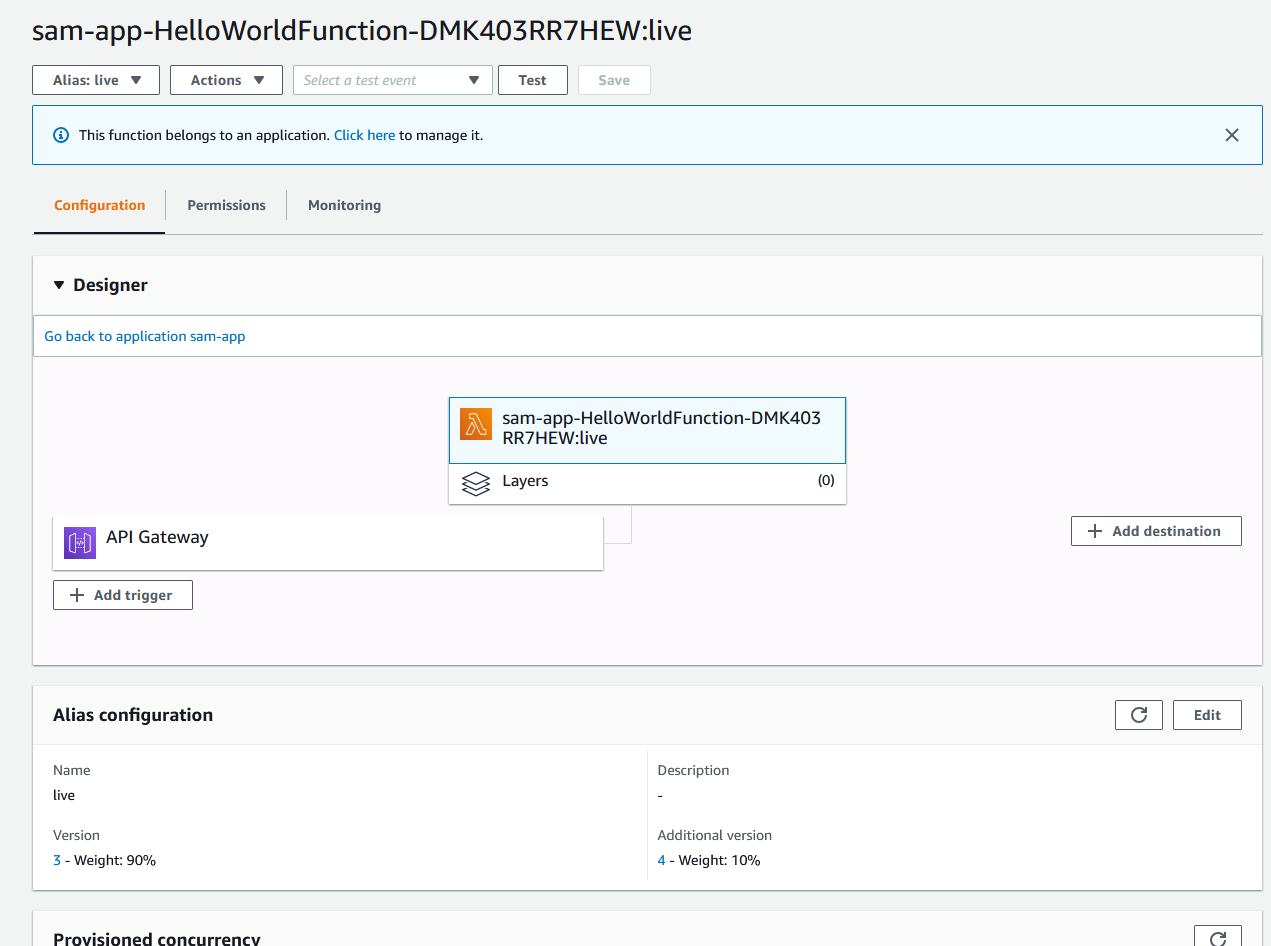 sam-app-HelloWorldFunction-DMK403RR7HEW:live
Alias: live
Actions
Select a test event
Test
Save
This function belongs to an application. Click here to manage it.
Configuration
Permissions
Monitoring
Designer
Go back to application sam-app
sam-app-HelloWorldFunction-DMK403
RR7HEW:live
Layers
(0)
API Gateway
Add trigger
Add destination
Alias configuration
Edit
Name
live
Description
-
Version
3 - Weight: 90%
Additional version
4 - Weight: 10%
Provisioned concurrency